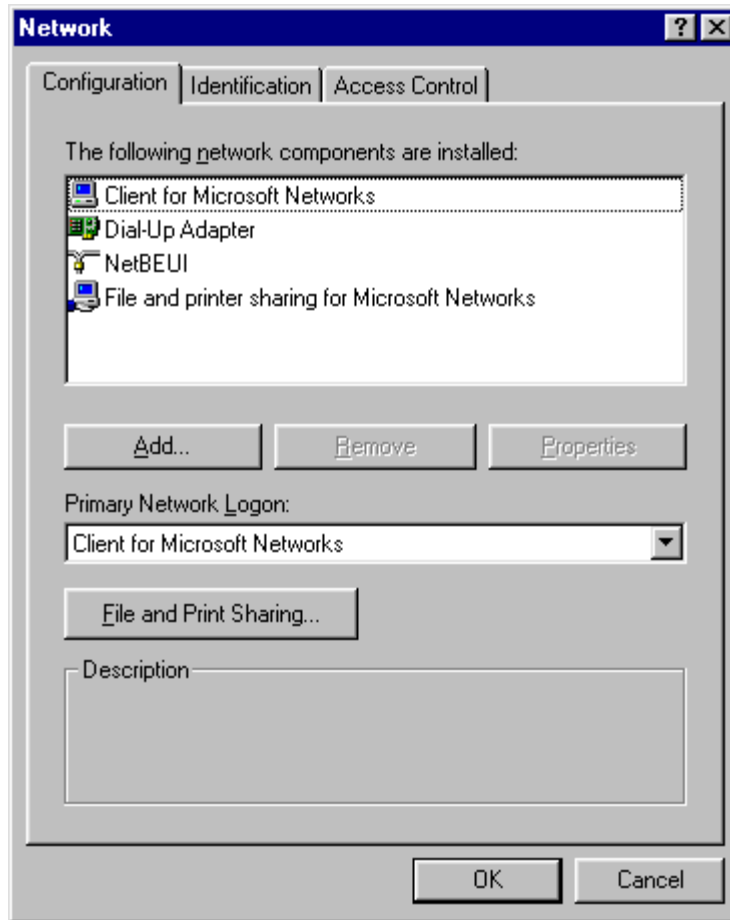 Network
Configuration Identification Access Control
The following network components are installed:
Client for Microsoft Networks
Dial-Up Adapter
NetBEUI
File and printer sharing for Microsoft Networks
Add... Remove Properties
Primary Network Logon:
Client for Microsoft Networks
File and Print Sharing...
Description
OK Cancel